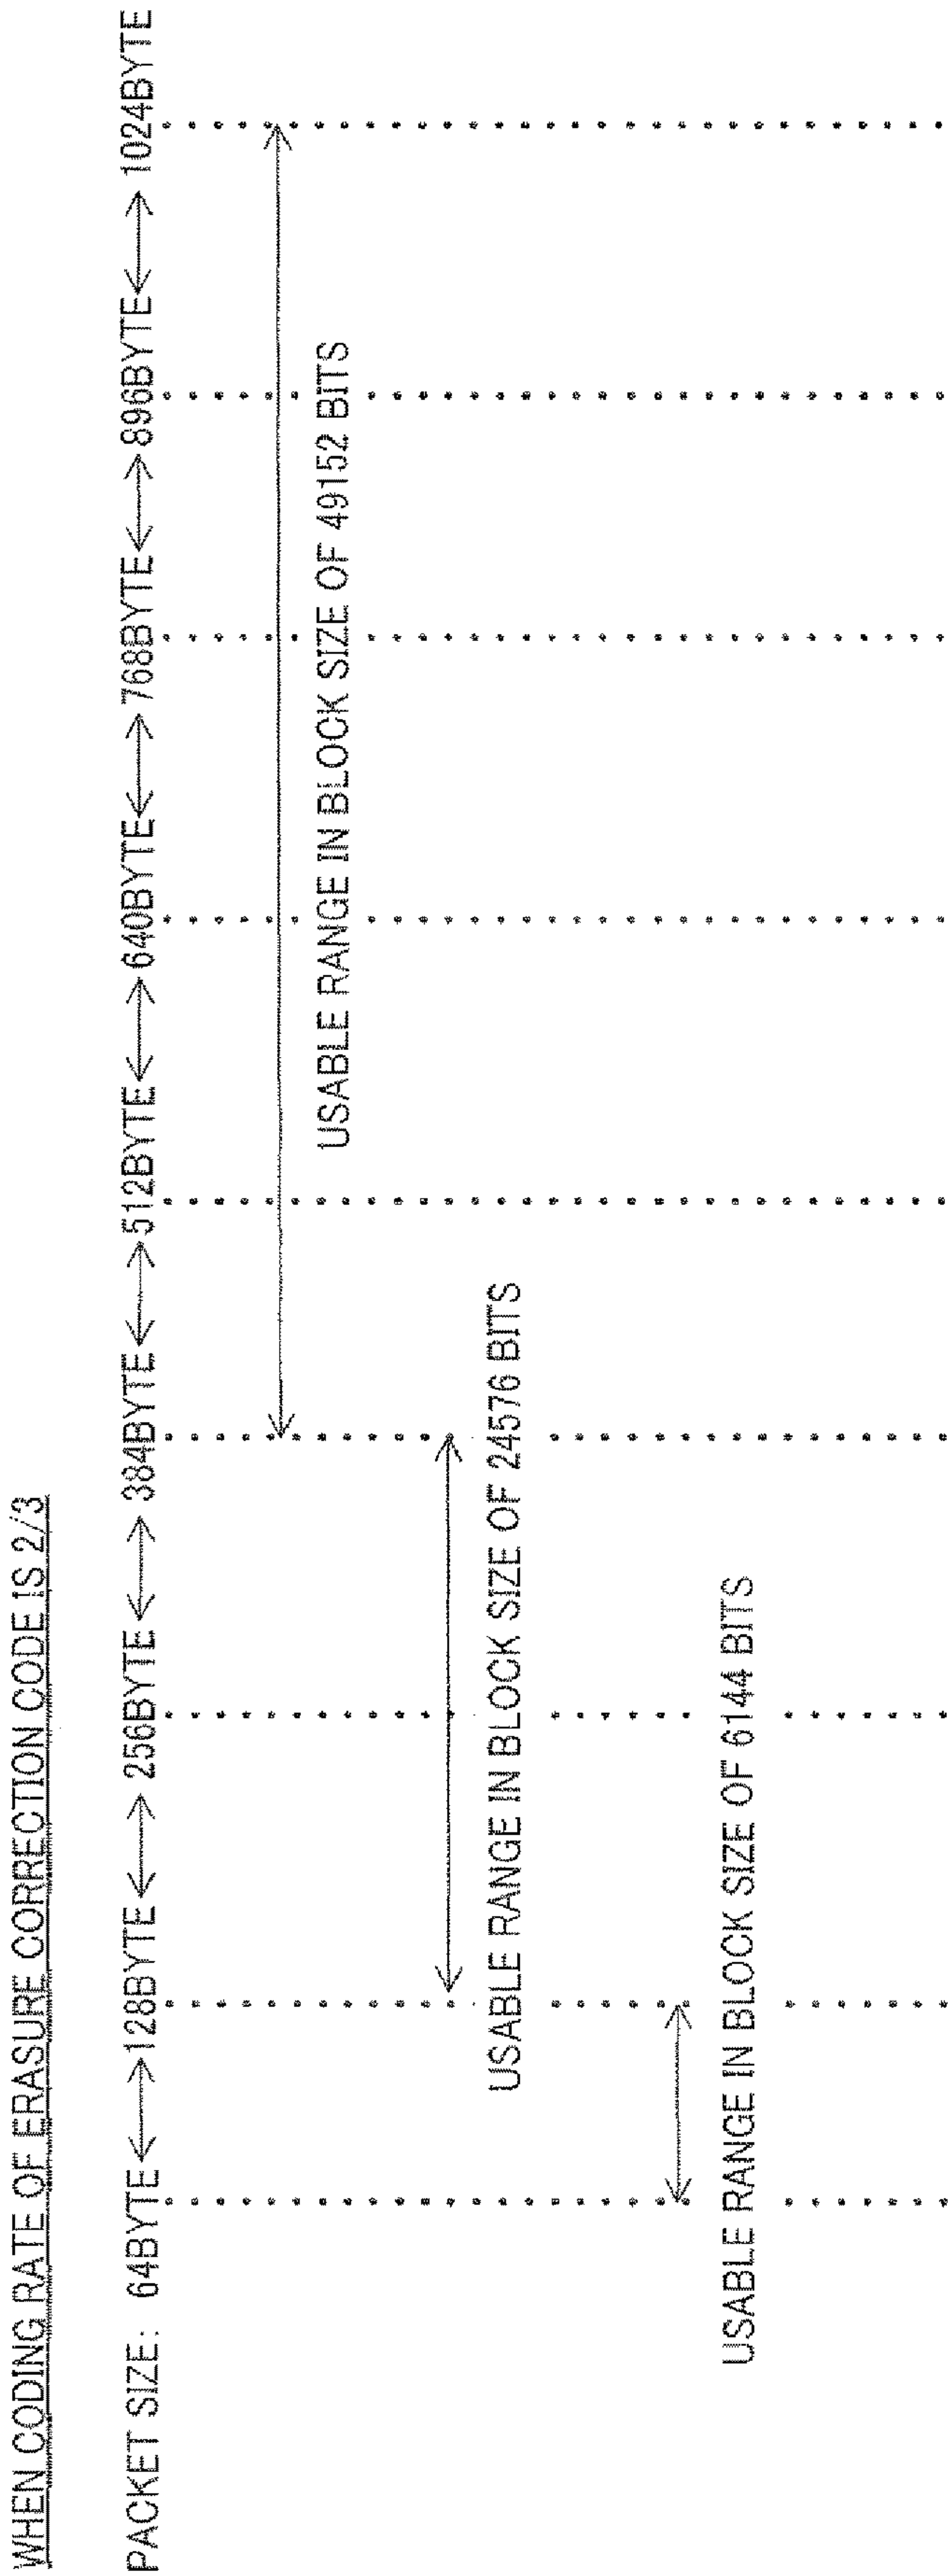 WHEN CODING RATE OF ERASURE CORRECTION CODE IS 2/3
PACKET SIZE: 64BYTE 128BYTE 256BYTE 384BYTE 512BYTE 640BYTE 768BYTE 896BYTE 1024BYTE
USABLE RANGE IN BLOCK SIZE OF 49152 BITS
USABLE RANGE IN BLOCK SIZE OF 24576 BITS
USABLE RANGE IN BLOCK SIZE OF 6144 BITS